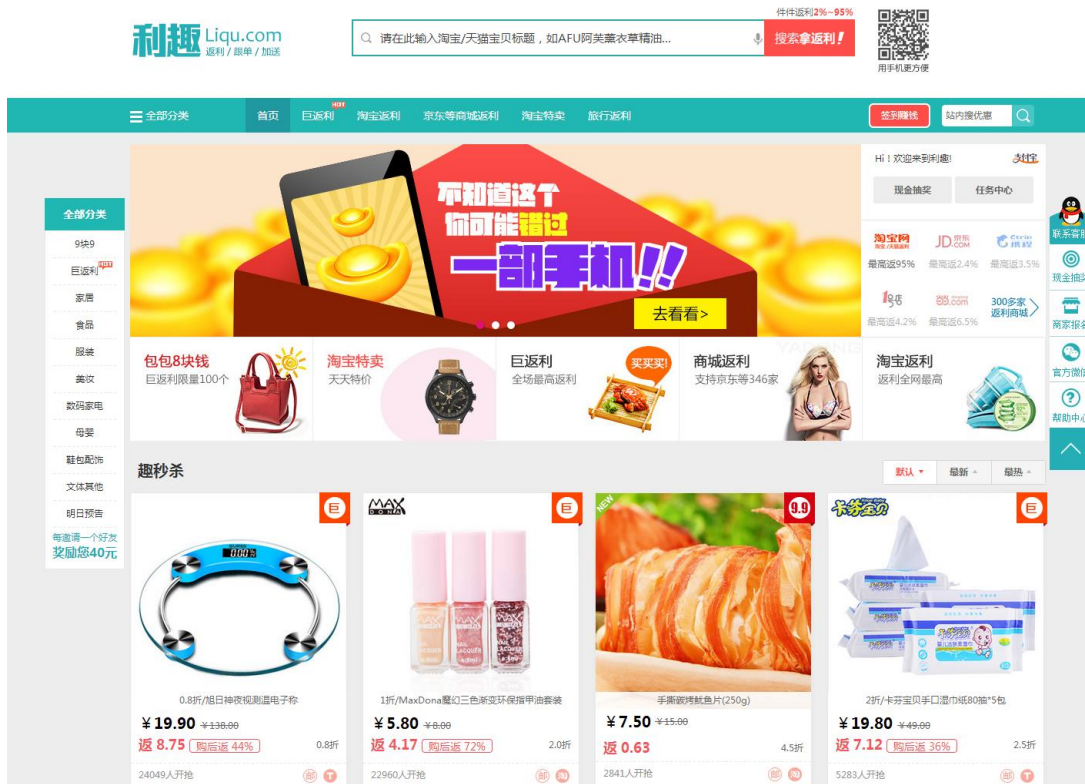 件件返利2%~95%
利趣 Liqu.com
返利 / 跟单 / 加送
请在此输入淘宝/天猫宝贝标题，如AFU阿芙薰衣草精油...
搜索拿返利!
用手机更方便
全部分类
首页
巨返利
HOT
淘宝返利
京东等商城返利
淘宝特卖
旅行返利
签到赚钱
站内搜优惠
全部分类
9块9
巨返利
HOT
家居
食品
服装
美妆
数码家电
母婴
鞋包配饰
文体其他
明日预告
每邀请一个好友
奖励您40元
不知道这个
你可能错过
一部手机!!
去看看>
Hi！欢迎来到利趣!
支付宝
现金抽奖
任务中心
淘宝网
最高返95%
JD 京东
.COM
最高返2.4%
Ctrip
携程
最高返3.5%
1号店
最高返4.2%
最高返6.5%
300多家
返利商城
联系客服
现金抽奖
商家报名
官方微信
帮助中心
包包8块钱
巨返利限量100个
淘宝特卖
天天特价
巨返利
全场最高返利
买买买!
商城返利
支持京东等346家
淘宝返利
返利全网最高
趣秒杀
默认
最新
最热
巨
0.00
0.8折/旭日神夜视测温电子称
¥19.90 ¥138.00
返 8.75 购后返 44%
0.8折
24049人开抢
邮 T
MAX
DONA
巨
1折/MaxDona魔幻三色渐变环保指甲油套装
¥5.80 ¥8.00
返 4.17 购后返 72%
2.0折
22960人开抢
邮 淘
NEW
9.9
手撕碳烤鱿鱼片(250g)
¥7.50 ¥15.00
返 0.63
4.5折
2841人开抢
邮 淘
卡芬宝贝
巨
2折/卡芬宝贝手口湿巾纸80抽*5包
¥19.80 ¥49.00
返 7.12 购后返 36%
2.5折
5283人开抢
邮 T